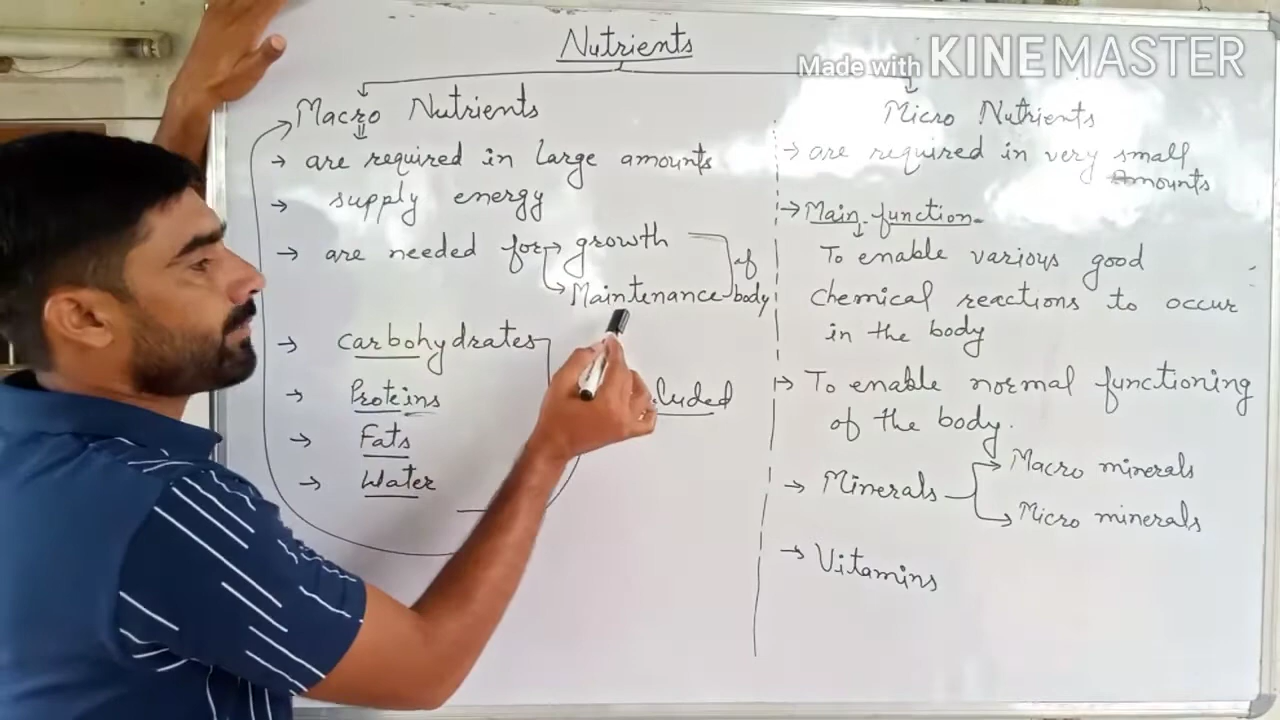 Nutrients
Made with KINEMASTER
Macro Nutrients
→ are required in large amounts
→ supply energy
→ are needed for → growth
→ Maintenance
of body
→ carbohydrates
→ Proteins
→ Fats
→ Water
Micro Nutrients
→ are required in very small
amounts
→ Main function
To enable various good
chemical reactions to occur
in the body
→ To enable normal functioning
of the body.
→ Minerals
→ Macro minerals
→ Micro minerals
→ Vitamins